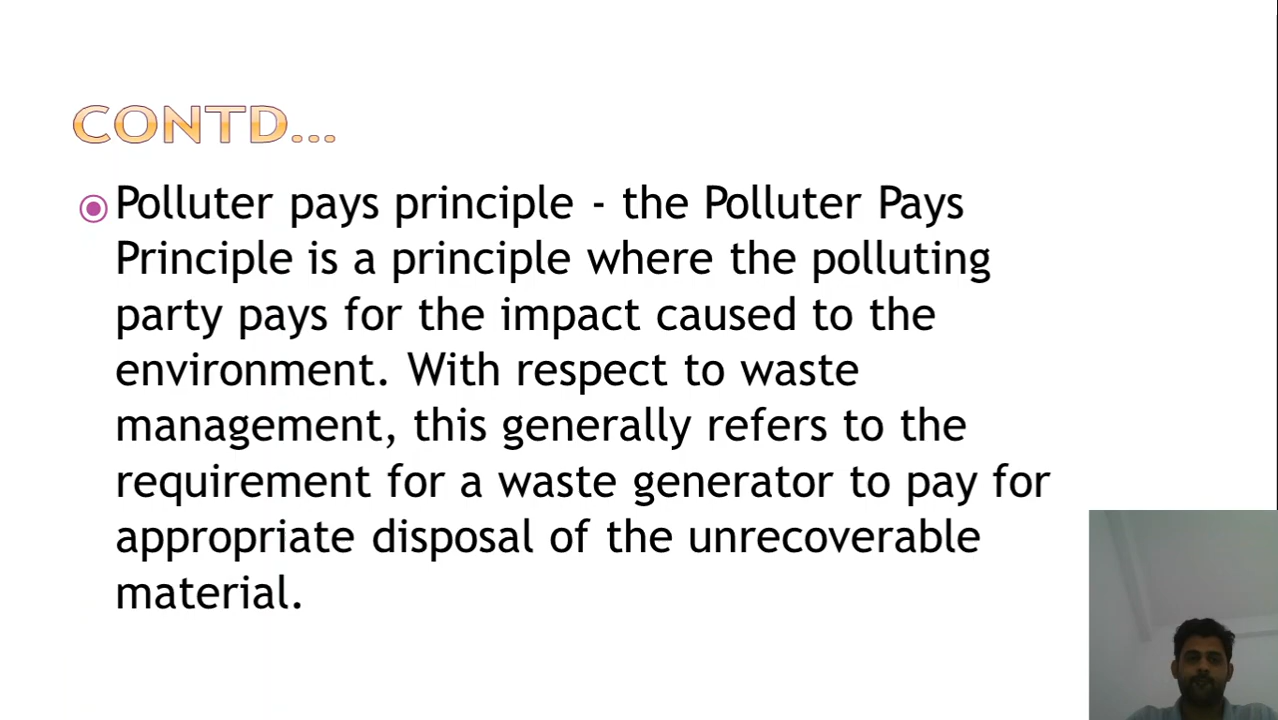 CONTD...
Polluter pays principle - the Polluter Pays
Principle is a principle where the polluting
party pays for the impact caused to the
environment. With respect to waste
management, this generally refers to the
requirement for a waste generator to pay for
appropriate disposal of the unrecoverable
material.